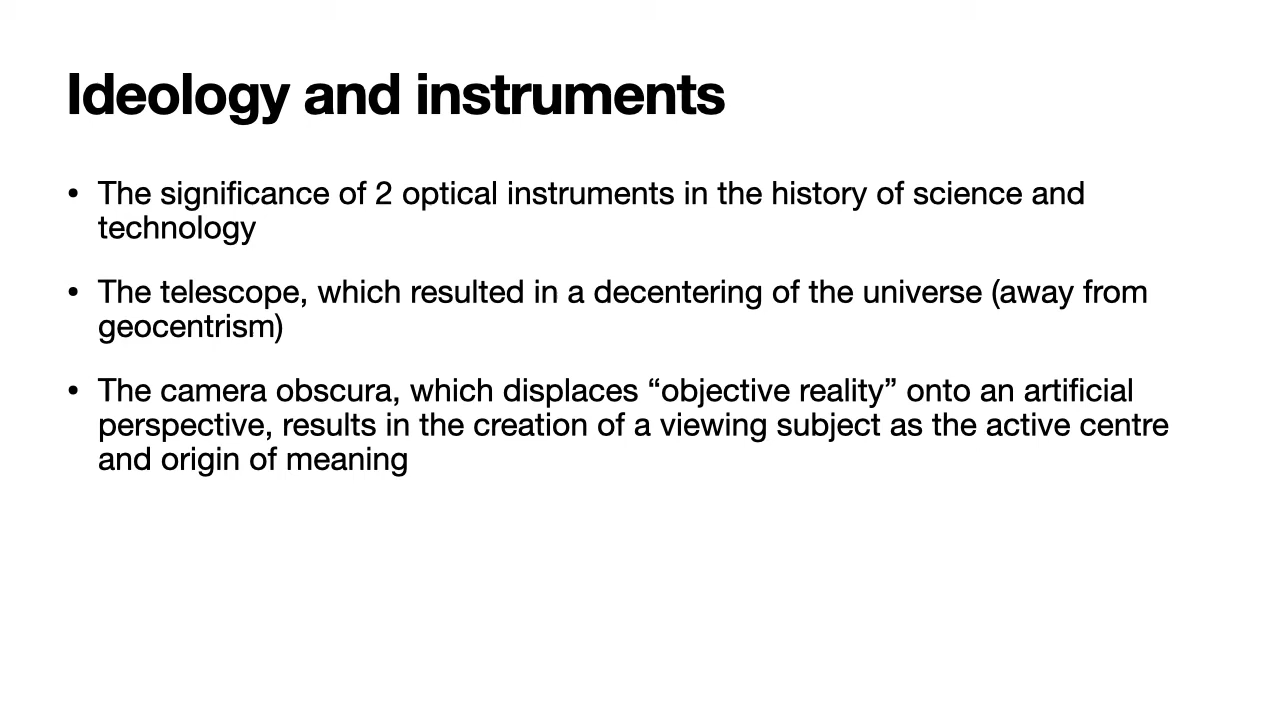 Ideology and instruments
• The significance of 2 optical instruments in the history of science and
technology
• The telescope, which resulted in a decentering of the universe (away from
geocentrism)
• The camera obscura, which displaces “objective reality” onto an artificial
perspective, results in the creation of a viewing subject as the active centre
and origin of meaning